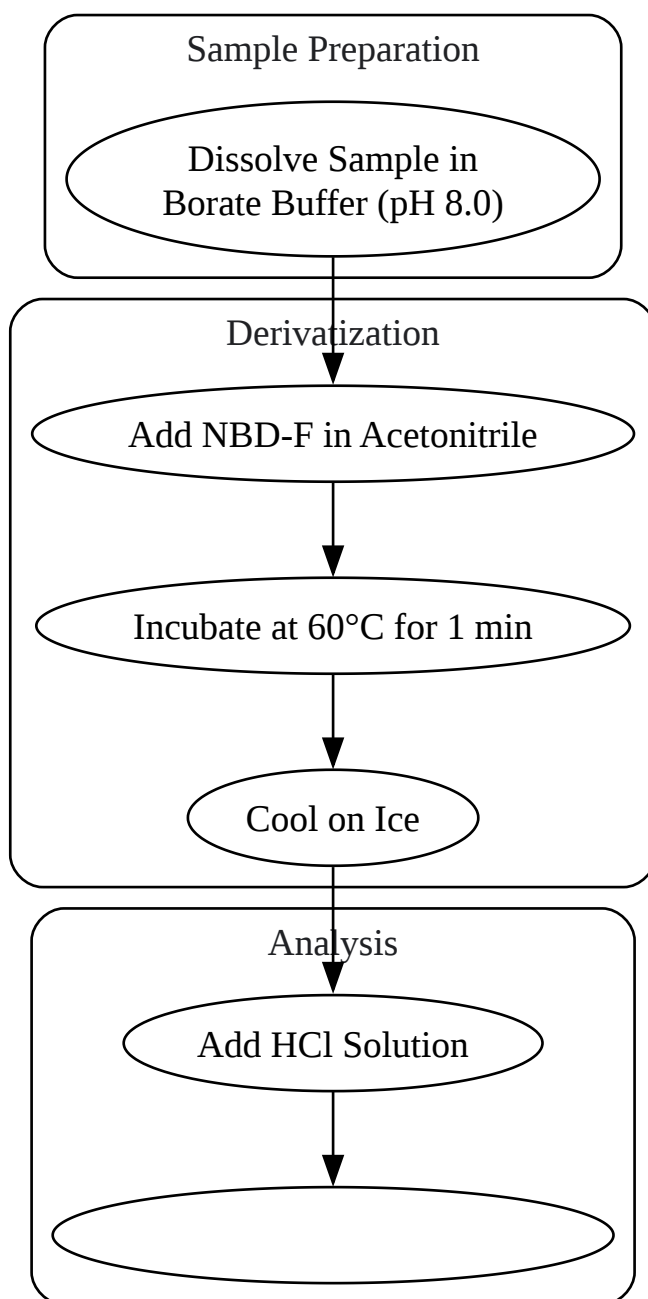 Sample Preparation
Dissolve Sample in
Borate Buffer (pH 8.0)
Derivatization
Add NBD-F in Acetonitrile
Incubate at 60°C for 1 min
Cool on Ice
Analysis
Add HCl Solution